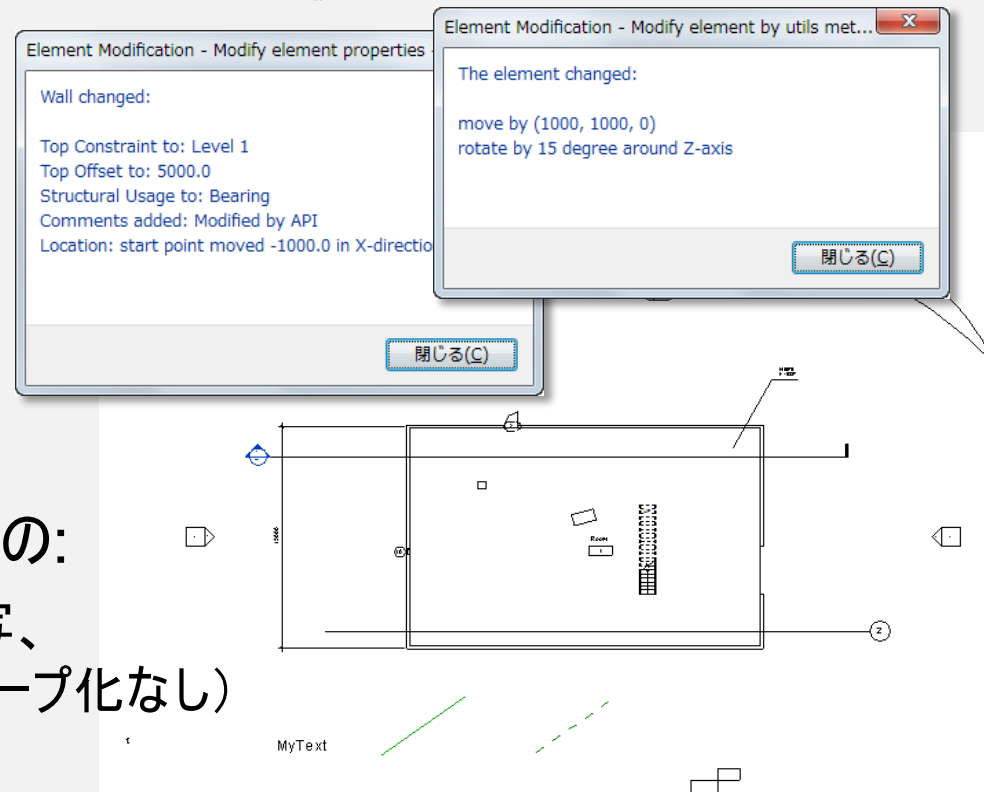 Element Modification - Modify element properties -
Wall changed:
Top Constraint to: Level 1
Top Offset to: 5000.0
Structural Usage to: Bearing
Comments added: Modified by API
Location: start point moved -1000.0 in X-directio
閉じる(C)
Element Modification - Modify element by utils met...
The element changed:
move by (1000, 1000, 0)
rotate by 15 degree around Z-axis
閉じる(C)
の:
、
ープ化なし）
Room
1
2
MyText